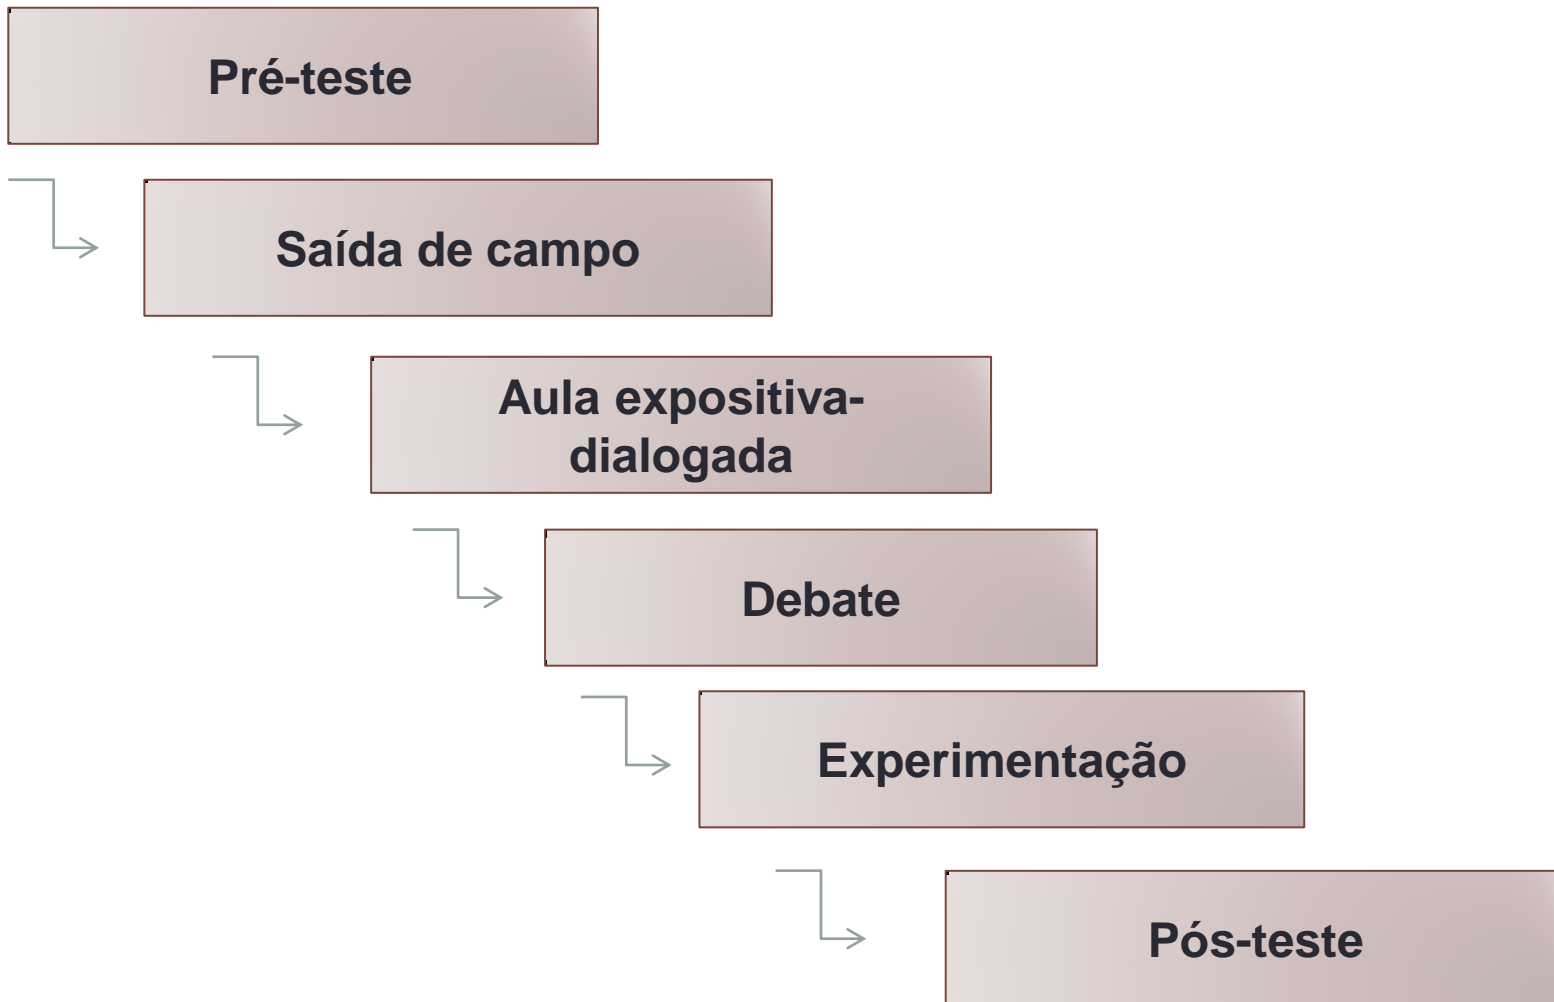 Pré-teste
Saída de campo
Aula expositiva-
dialogada
Debate
Experimentação
Pós-teste